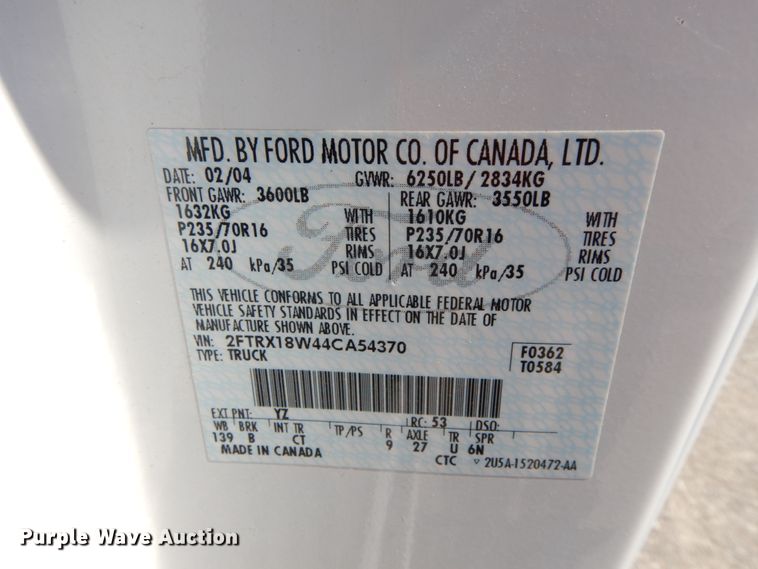 MFD. BY FORD MOTOR CO. OF CANADA, LTD.
DATE: 02/04 GVWR: 6250LB/ 2834KG
FRONT GAWR: 3600LB REAR GAWR: 3550LB
1632KG WITH 1610KG WITH
P235/70R16 TIRES P235/70R16 TIRES
16X7.0J RIMS 16X7.0J RIMS
AT 240 kPa/35 PSI COLD AT 240 kPa/35 PSI COLD
Ford
THIS VEHICLE CONFORMS TO ALL APPLICABLE FEDERAL MOTOR
VEHICLE SAFETY STANDARDS IN EFFECT ON THE DATE OF
MANUFACTURE SHOWN ABOVE.
VIN: 2FTRX18W44CA54370 F0362
TYPE: TRUCK T0584
EXT PNT: YZ RC: 53 DSO:
WB BRK INT TR TP/PS R AXLE TR SPR
139 B CT 9 27 U 6N
MADE IN CANADA CTC ▽ 2U5A-1520472-AA
Purple Wave Auction